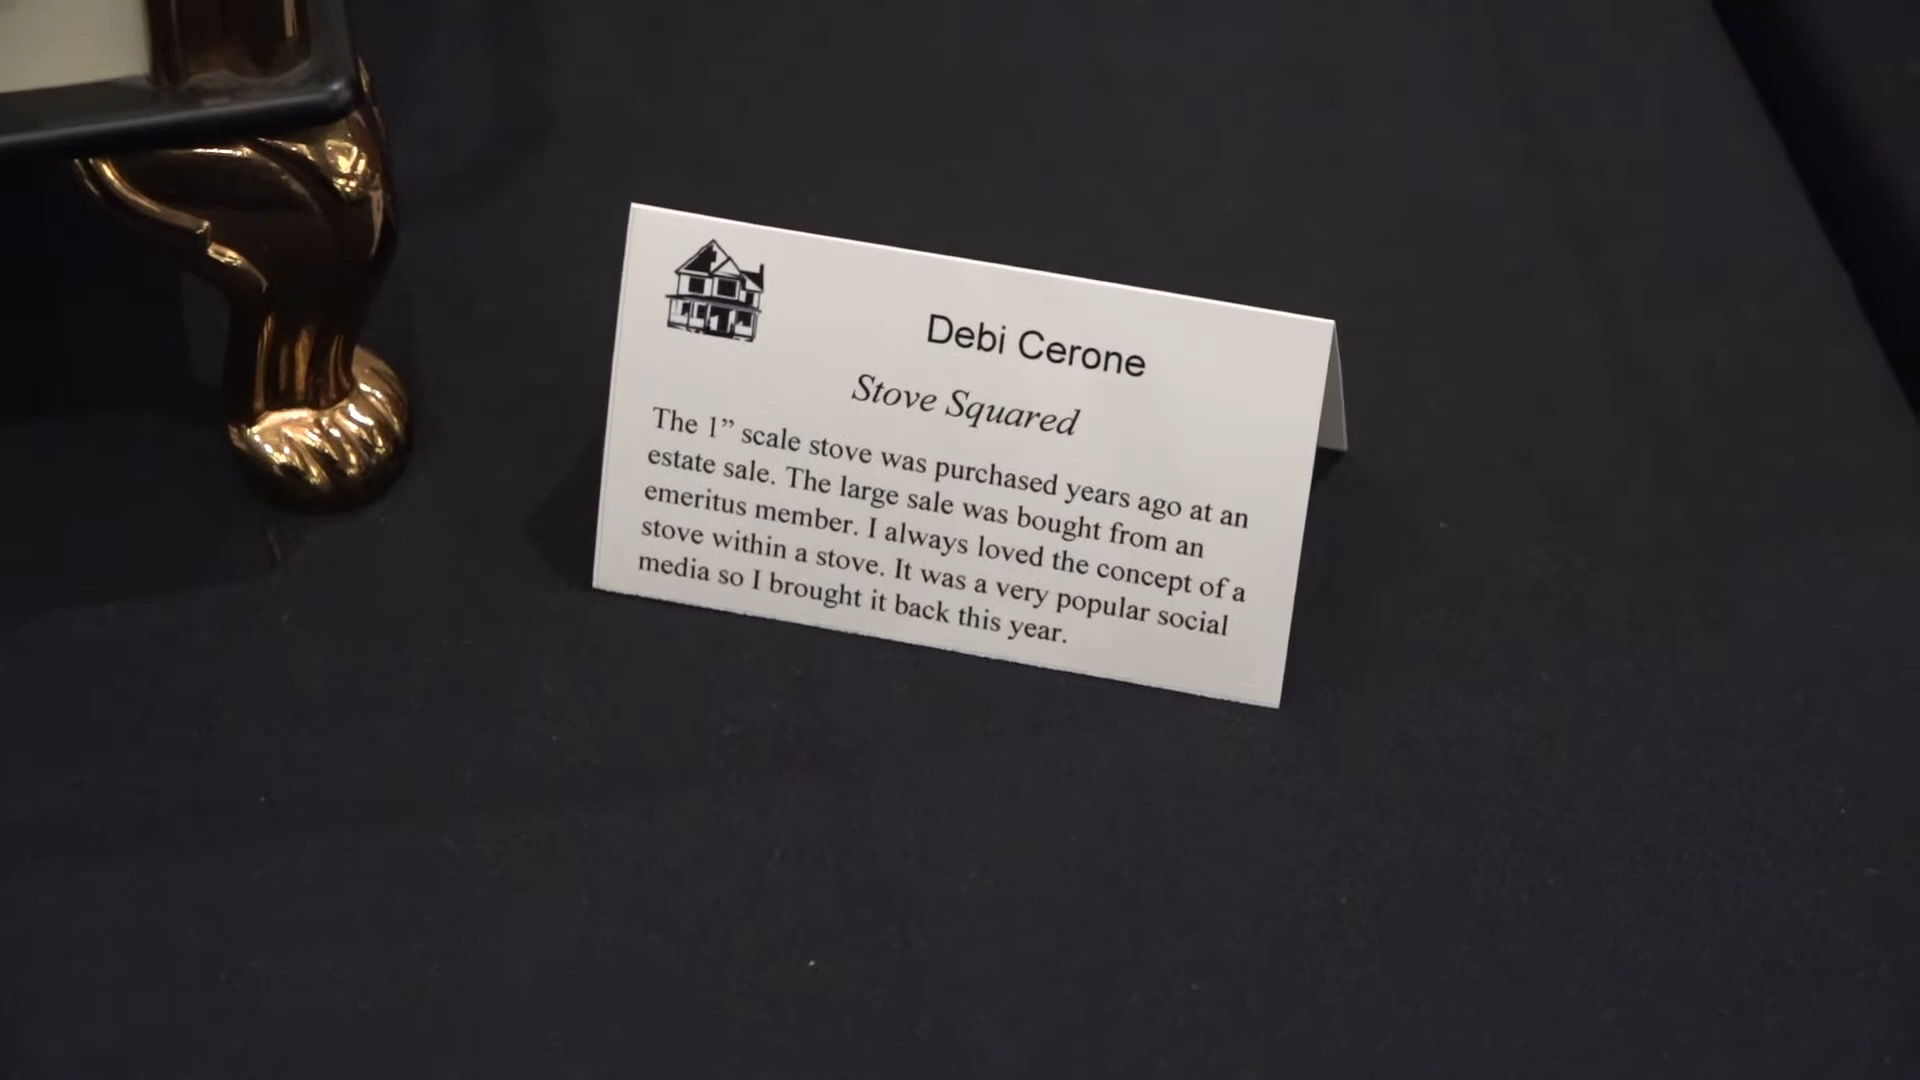 Debi Cerone
Stove Squared
The 1” scale stove was purchased years ago at an
estate sale. The large sale was bought from an
emeritus member. I always loved the concept of a
stove within a stove. It was a very popular social
media so I brought it back this year.